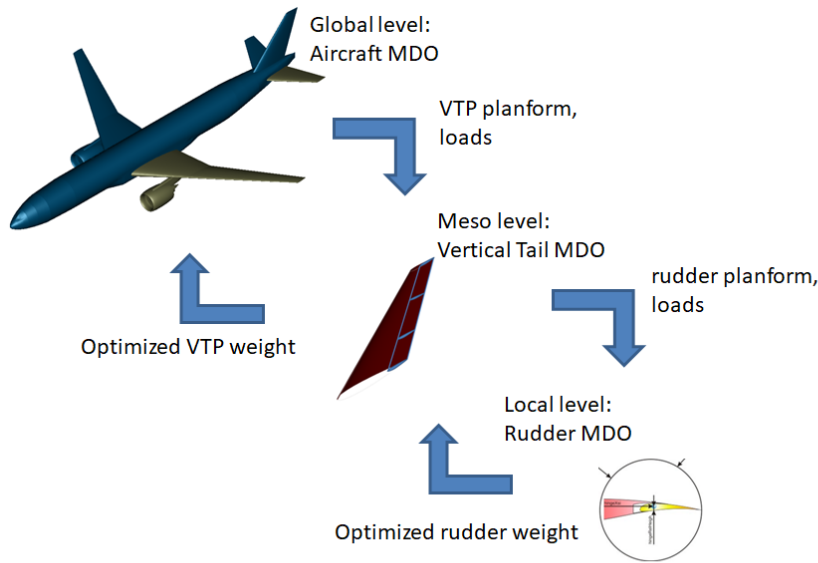 Global level:
Aircraft MDO
VTP planform,
loads
Meso level:
Vertical Tail MDO
rudder planform,
loads
Optimized VTP weight
Local level:
Rudder MDO
Optimized rudder weight